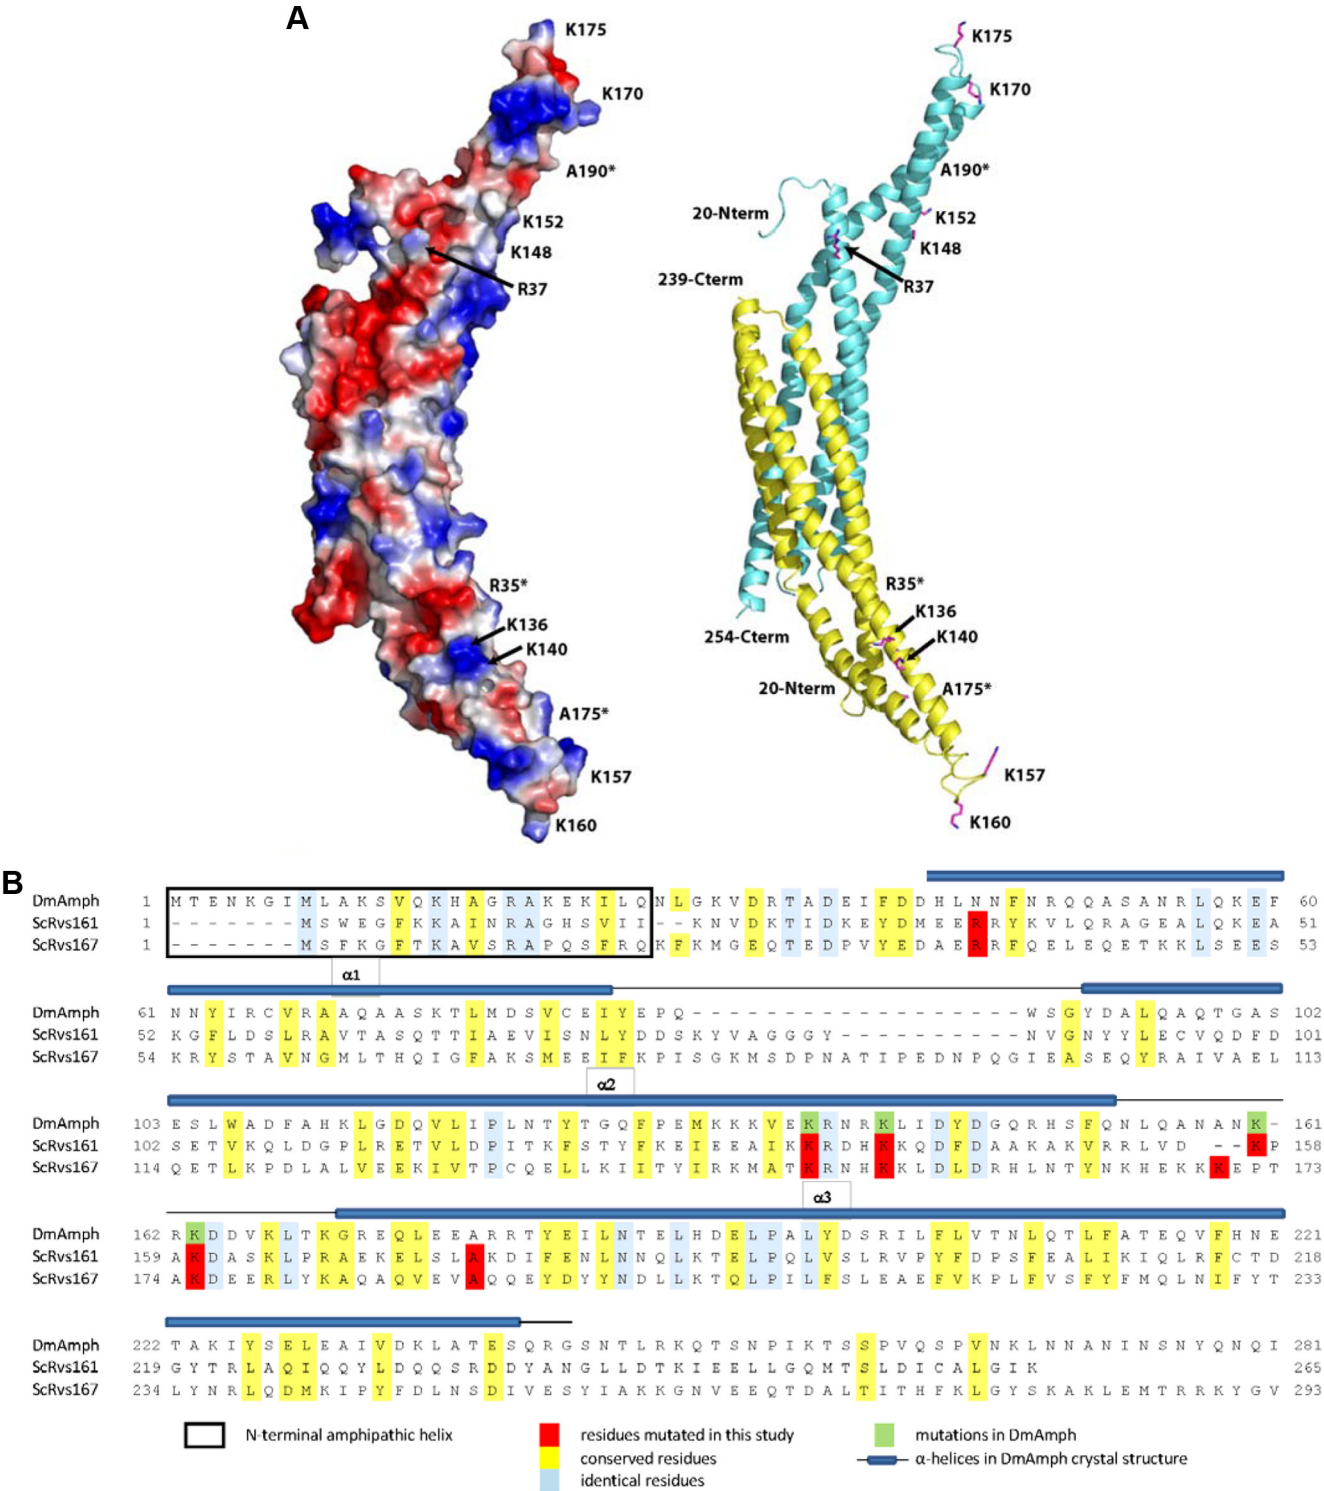 A
K175
K170
A190*
K152
K148
R37
R35*
K136
K140
A175*
K157
K160
K175
K170
A190*
20-Nterm
K152
K148
239-Cterm
R37
R35*
K136
K140
254-Cterm
20-Nterm
A175*
K157
K160
B
DmAmph 1 M T E N K G I M L A K S V Q K H A G R A K E K I L Q N L G K V D R T A D E I F D D H L N N F N R Q Q A S A N R L Q K E F 60
ScRvs161 1 - - - - - - - M S W E G F K K A I N R A G H S V I I - - K N V D K T I D K E Y D M E E R R Y K V L Q R A G E A L Q K E A 51
ScRvs167 1 - - - - - - - M S F K G F T K A V S R A P Q S F R Q K F K M G E Q T E D P V Y E D A E R R F Q E L E Q E T K K L S E E S 53
α1
DmAmph 61 N N Y I R C V R A A Q A A S K T L M D S V C E I Y E P Q - - - - - - - - - - - - - - - - - - W S G Y D A L Q A Q T G A S 102
ScRvs161 52 K G F L D S L R A V T A S Q T T I A E V I S N L Y D D S K Y V A G G G Y - - - - - - - - - - N V G N Y Y L E C V Q D F D 101
ScRvs167 54 K R Y S T A V N G M L T H Q I G F A K S M E E I F K P I S G K M S D P N A T I P E D N P Q G I E A S E Q Y R A I V A E L 113
α2
DmAmph 103 E S L W A D F A H K L G D Q V L I P L N T Y T G Q F P E M K K K V E K R N R K L I D Y D G Q R H S F Q N L Q A N A N K - 161
ScRvs161 102 S E T V K Q L D G P L R E T V L D P I T K F S T Y F K E I E E A I K K R D H K K Q D F D A A K A K V R R L V D - - K P 158
ScRvs167 114 Q E T L K P D L A L V E E K I V T P C Q E L L K I I T Y I R K M A T K R N H K K L D L D R H L N T Y N K H E K K K E P T 173
α3
DmAmph 162 R K D D V K L T K G R E Q L E E A R R T Y E I L N T E L H D E L P A L Y D S R I L F L V T N L Q T L F A T E Q V F H N E 221
ScRvs161 159 A K D A S K L P R A E K E L S L A K D I F E N L N N Q L K T E L P Q L V S L R V P Y F D P S F E A L I K I Q L R F C T D 218
ScRvs167 174 A K D E E R L Y K A Q A Q V E V A Q Q E Y D Y Y N D L L K T Q L P I L F S L E A E F V K P L F V S F Y F M Q L N I F Y T 233
DmAmph 222 T A K I Y S E L E A I V D K L A T E S Q R G S N T L R K Q T S N P I K T S S P V Q S P V N K L N N A N I N S N Y Q N Q I 281
ScRvs161 219 G Y T R L A Q I Q Q Y L D Q Q S R D D Y A N G L L D T K I E E L L G Q M T S L D I C A L G I K 265
ScRvs167 234 L Y N R L Q D M K I P Y F D L N S D I V E S Y I A K K G N V E E Q T D A L T I T H F K L G Y S K A K L E M T R R K Y G V 293
N-terminal amphipathic helix
residues mutated in this study
conserved residues
identical residues
mutations in DmAmph
α-helices in DmAmph crystal structure